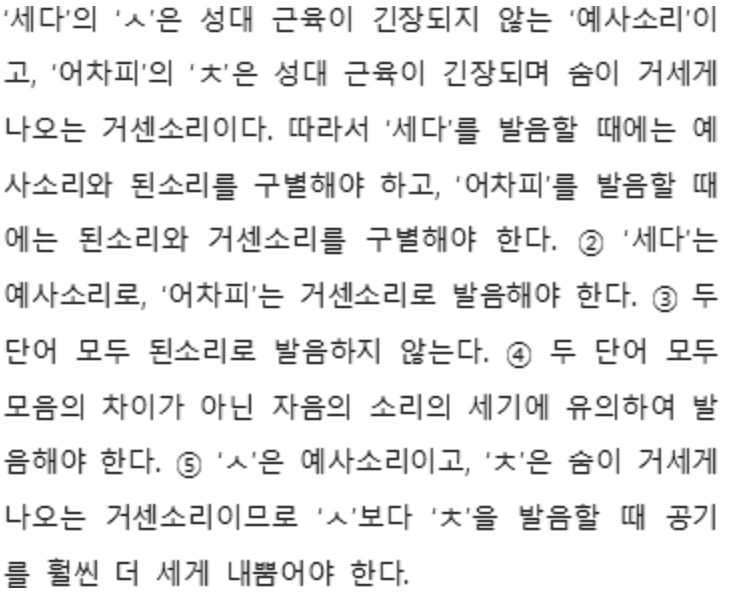 ‘세다’의 ‘ㅅ’은 성대 근육이 긴장되지 않는 ‘예사소리’이
고, ‘어차피’의 ‘ㅊ’은 성대 근육이 긴장되며 숨이 거세게
나오는 거센소리이다. 따라서 ‘세다’를 발음할 때에는 예
사소리와 된소리를 구별해야 하고, ‘어차피’를 발음할 때
에는 된소리와 거센소리를 구별해야 한다. ② ‘세다’는
예사소리로, ‘어차피’는 거센소리로 발음해야 한다. ③ 두
단어 모두 된소리로 발음하지 않는다. ④ 두 단어 모두
모음의 차이가 아닌 자음의 소리의 세기에 유의하여 발
음해야 한다. ⑤ ‘ㅅ’은 예사소리이고, ‘ㅊ’은 숨이 거세게
나오는 거센소리이므로 ‘ㅅ’보다 ‘ㅊ’을 발음할 때 공기
를 훨씬 더 세게 내뿜어야 한다.